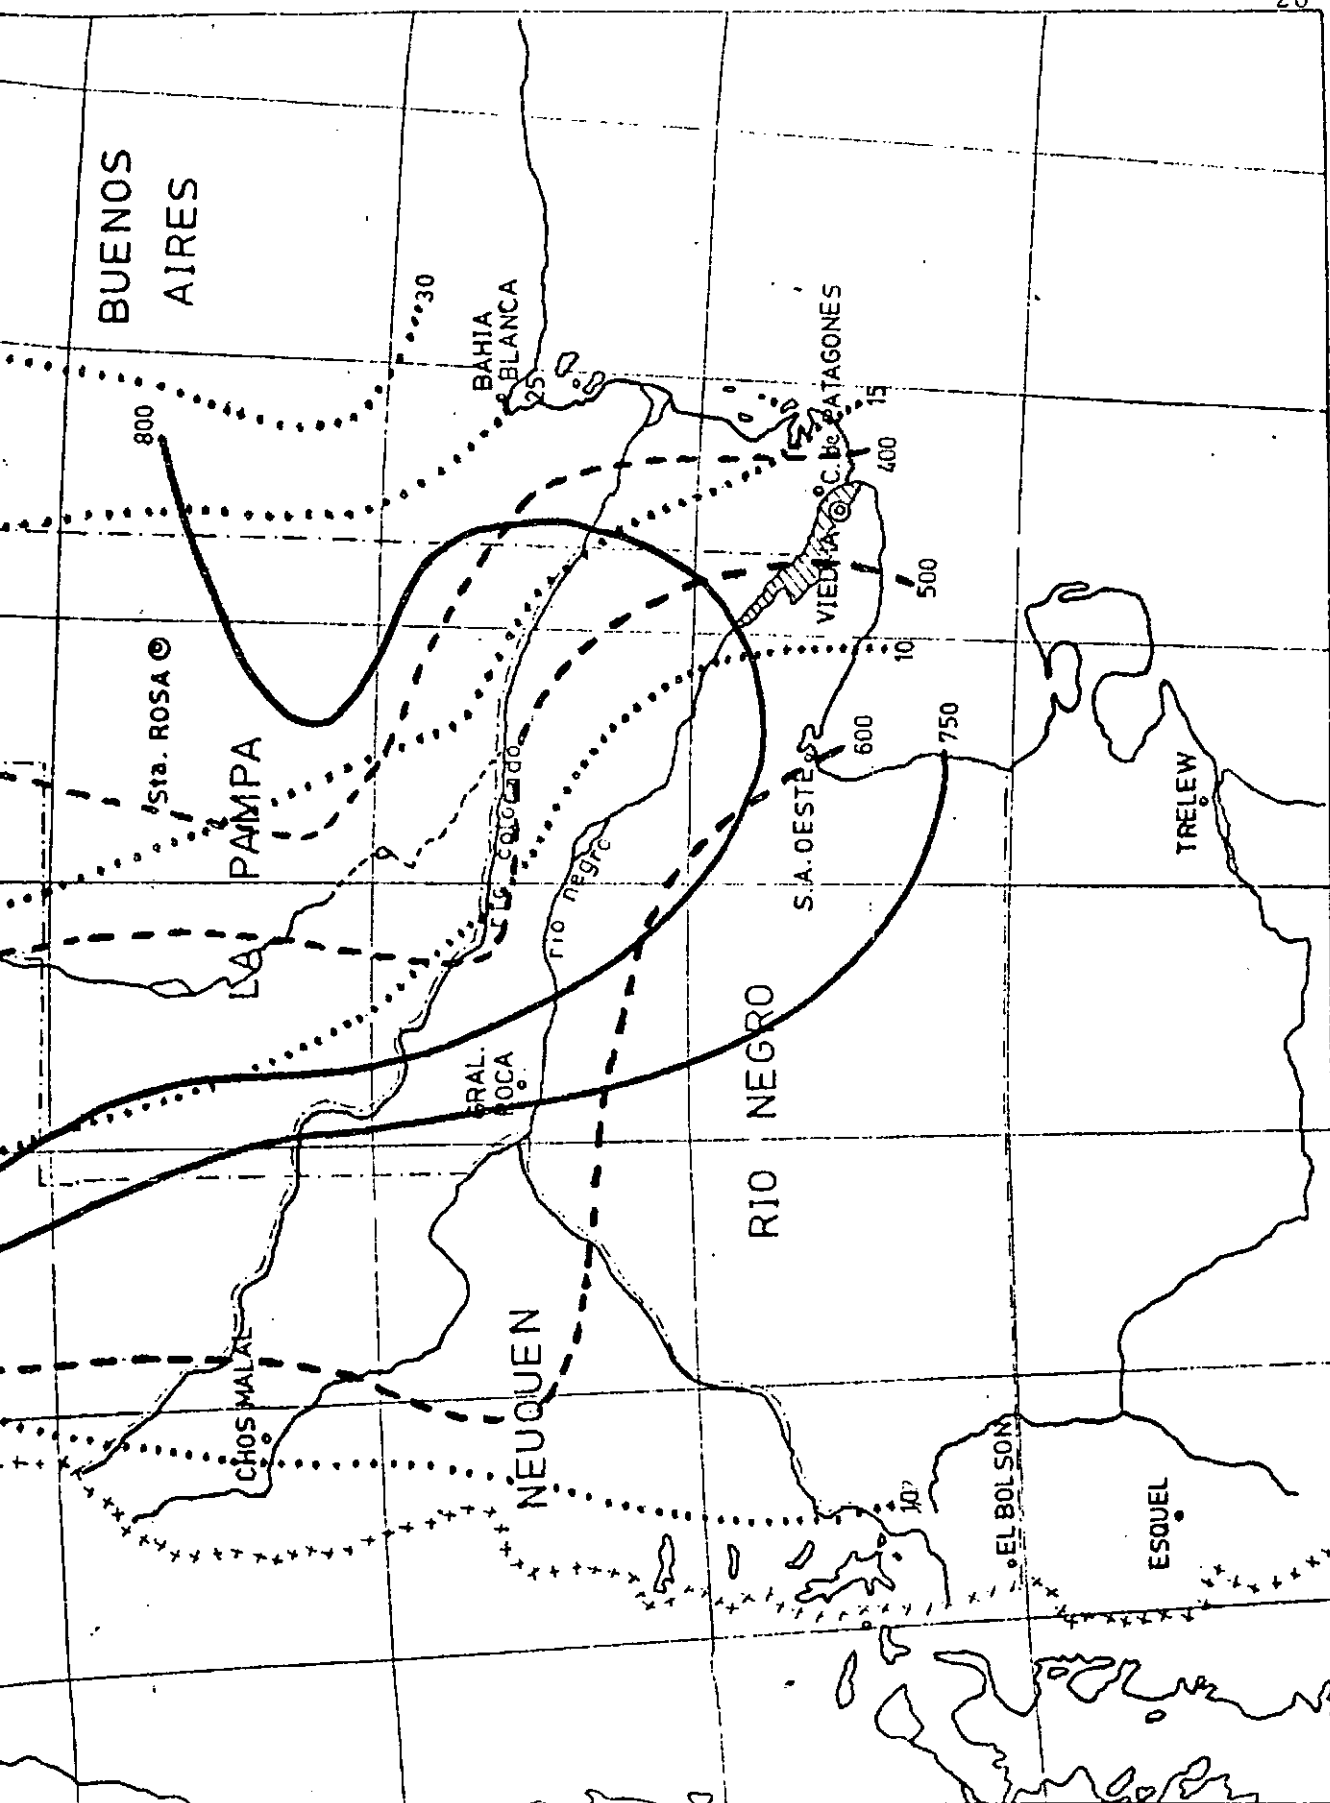 BUENOS
AIRES
30
800
BAHIA
BLANCA
25
C. de PATAGONES
15
400
VIEDMA
500
10
Sta. ROSA
LA PAMPA
colorado
rio negro
S.A. OESTE
600
750
TRELEW
GRAL.
ROCA
RIO NEGRO
NEUQUEN
CHOS MALAL
10
EL BOLSON
ESQUEL